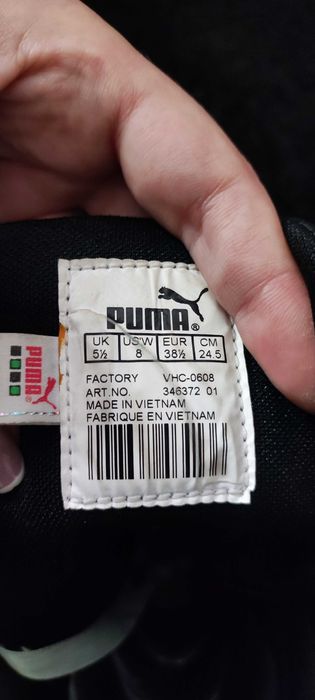 PUMA®
UK US'W EUR CM
5½ 8 38½ 24.5
FACTORY VHC-0608
ART.NO. 346372 01
MADE IN VIETNAM
FABRIQUE EN VIETNAM
PUMA